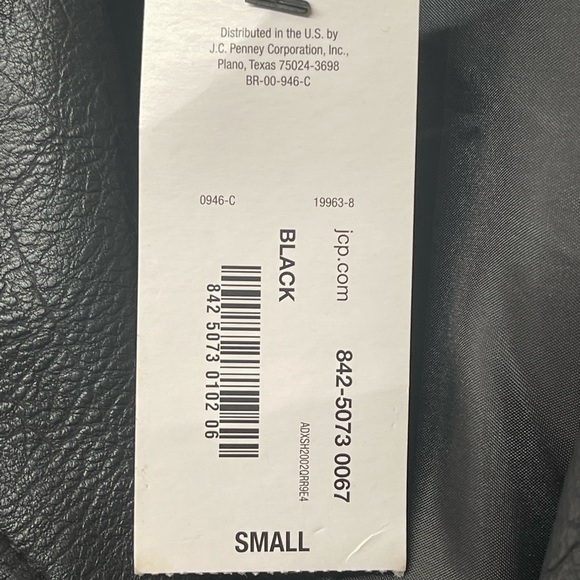 Distributed in the U.S. by
J.C. Penney Corporation, Inc.,
Plano, Texas 75024-3698
BR-00-946-C
0946-C
19963-8
jcp.com
842-5073 0067
BLACK
ADXSH2002QRR9E4
842 5073 0102 06
SMALL